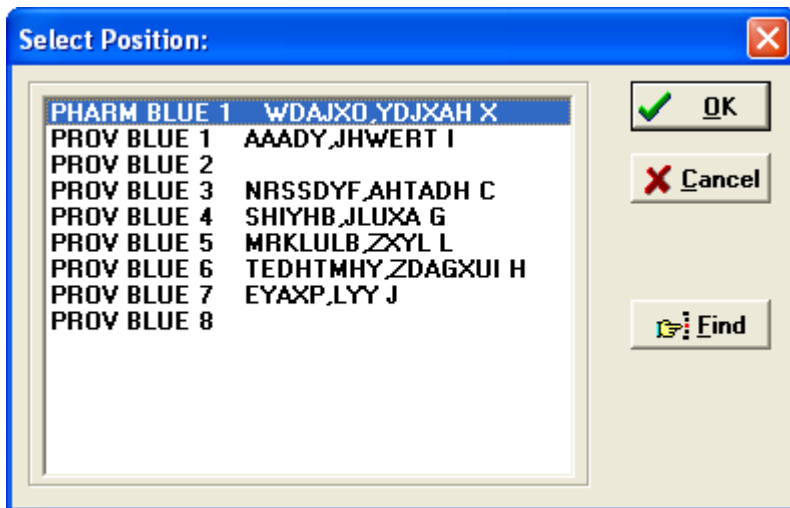 Select Position:
PHARM BLUE 1 WDAJXO,YDJXAH X
PROV BLUE 1 AAADY,JHWERT I
PROV BLUE 2
PROV BLUE 3 NRSSDYF,AHTADH C
PROV BLUE 4 SHIYHB,JLUXA G
PROV BLUE 5 MRKLULB,ZXYL L
PROV BLUE 6 TEDHTMHY,ZDAGXUI H
PROV BLUE 7 EYAXP,LYY J
PROV BLUE 8
OK
Cancel
Find